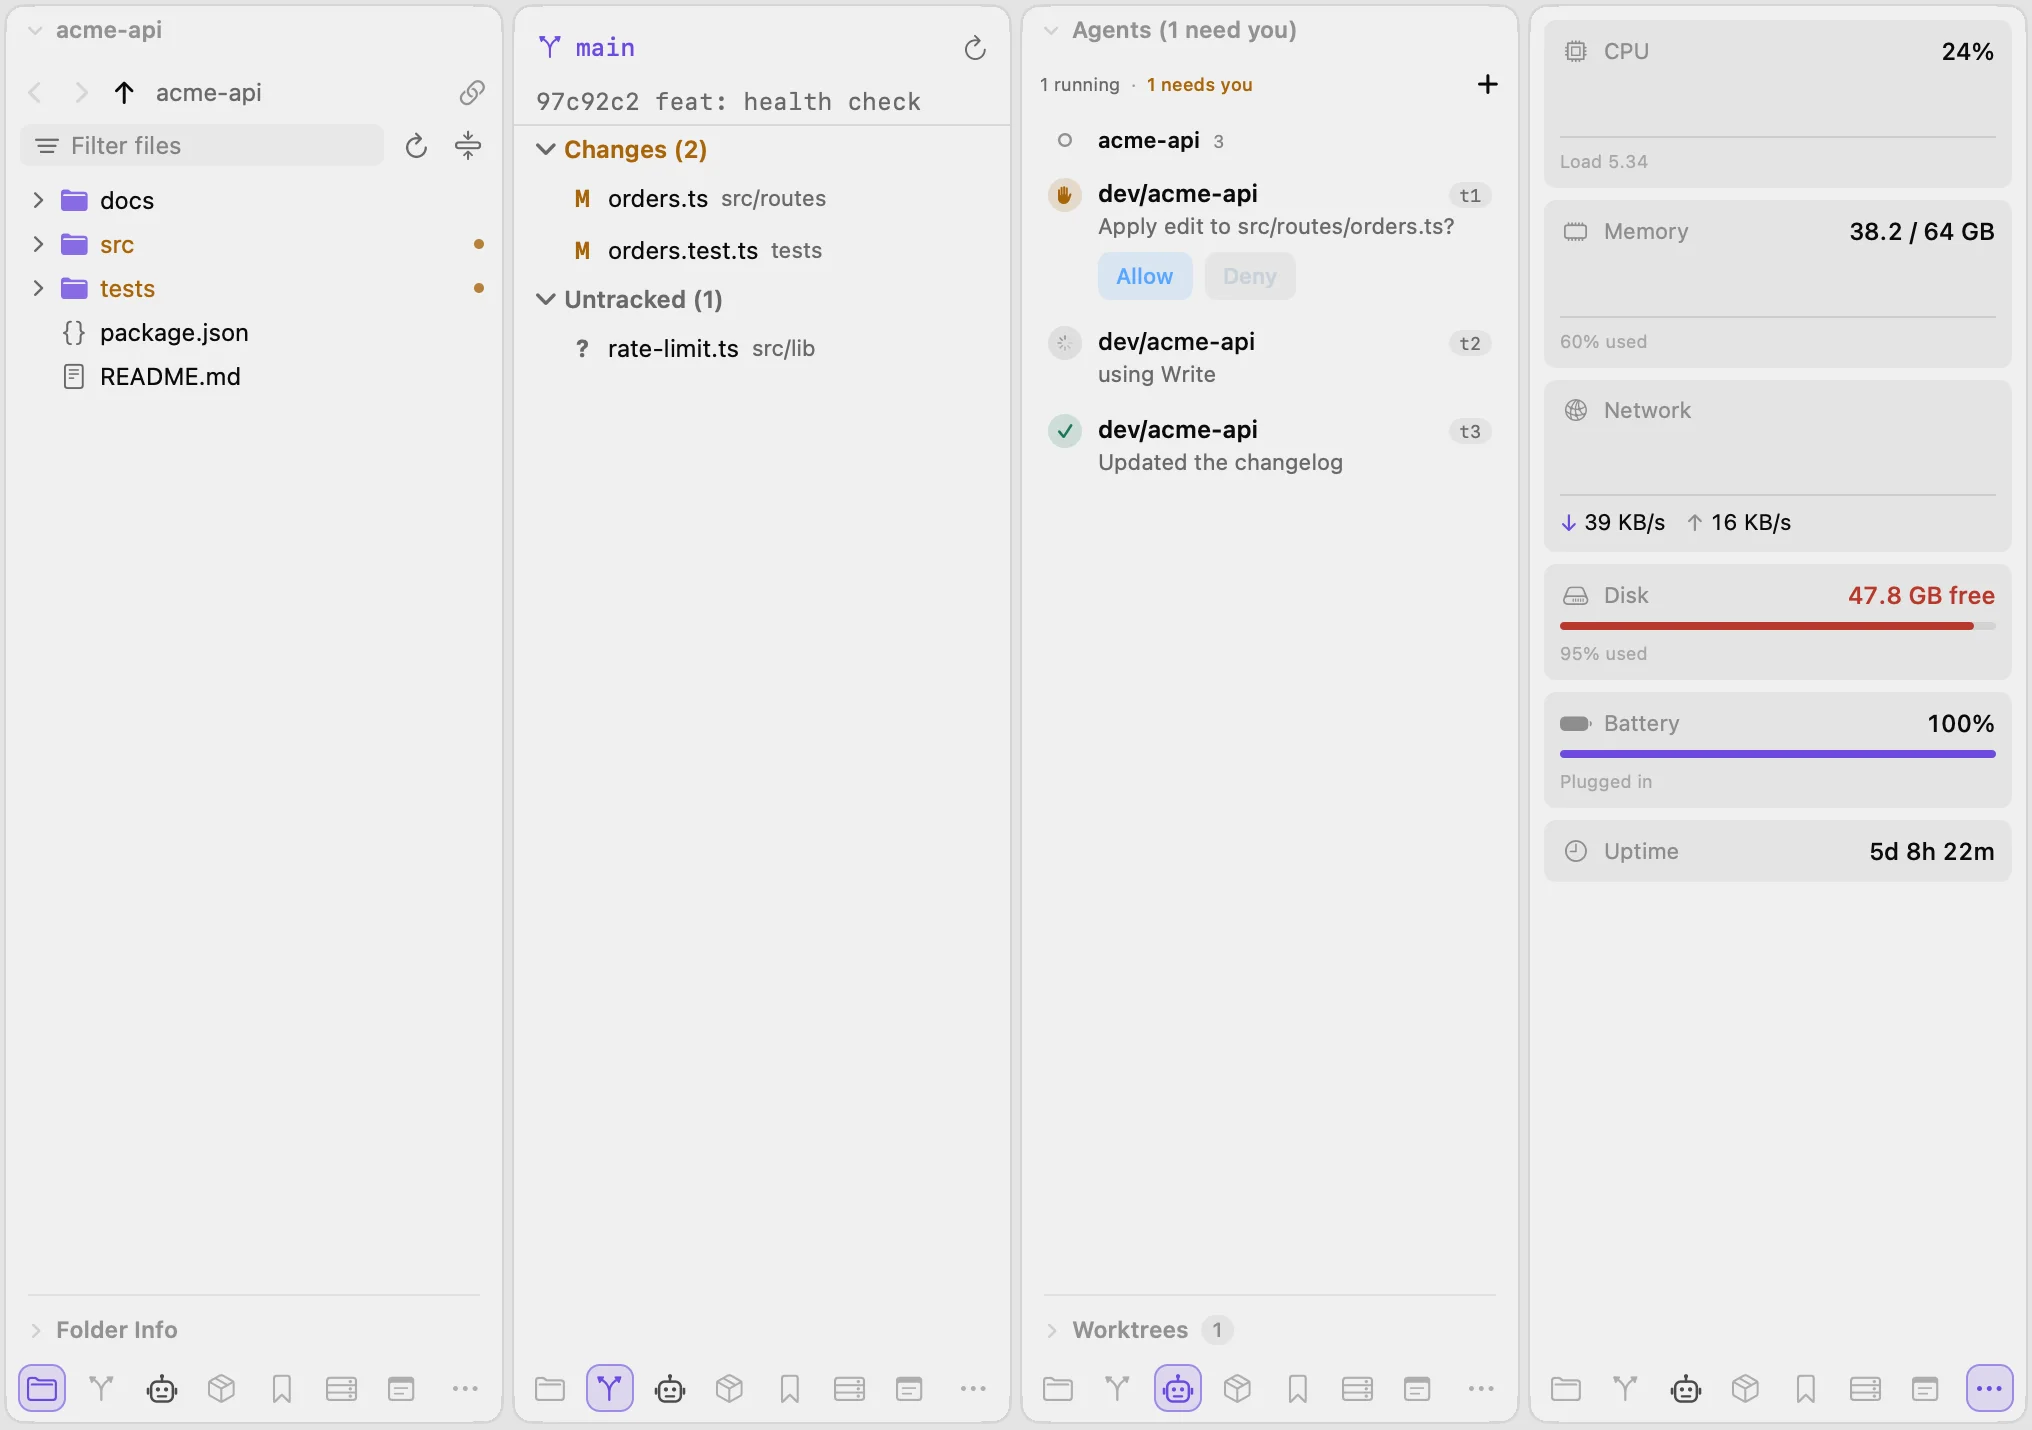 acme-api
acme-api
Filter files
docs
src
tests
{} package.json
README.md
Folder Info
main
97c92c2 feat: health check
Changes (2)
M orders.ts src/routes
M orders.test.ts tests
Untracked (1)
? rate-limit.ts src/lib
Agents (1 need you)
1 running · 1 needs you
acme-api 3
dev/acme-api t1
Apply edit to src/routes/orders.ts?
Allow Deny
dev/acme-api t2
using Write
dev/acme-api t3
Updated the changelog
Worktrees 1
CPU 24%
Load 5.34
Memory 38.2 / 64 GB
60% used
Network
↓ 39 KB/s ↑ 16 KB/s
Disk 47.8 GB free
95% used
Battery 100%
Plugged in
Uptime 5d 8h 22m